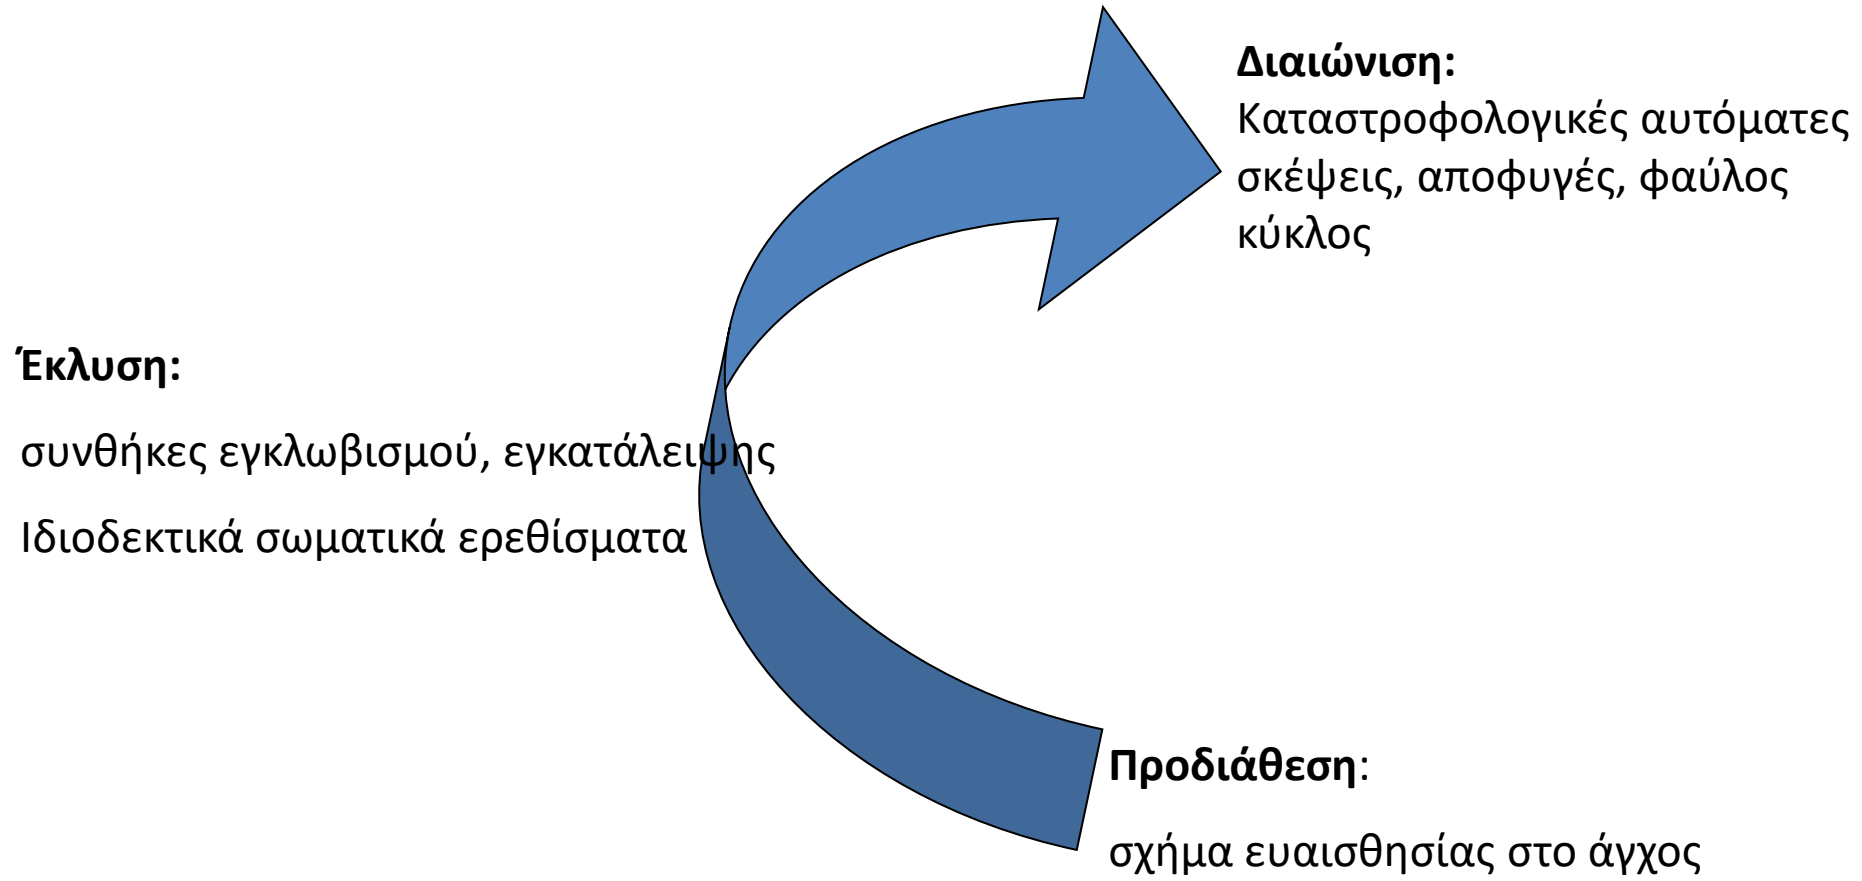 Διαιώνιση:
Καταστροφολογικές αυτόματες
σκέψεις, αποφυγές, φαύλος
κύκλος
Έκλυση:
συνθήκες εγκλωβισμού, εγκατάλειψης
Ιδιοδεκτικά σωματικά ερεθίσματα
Προδιάθεση:
σχήμα ευαισθησίας στο άγχος